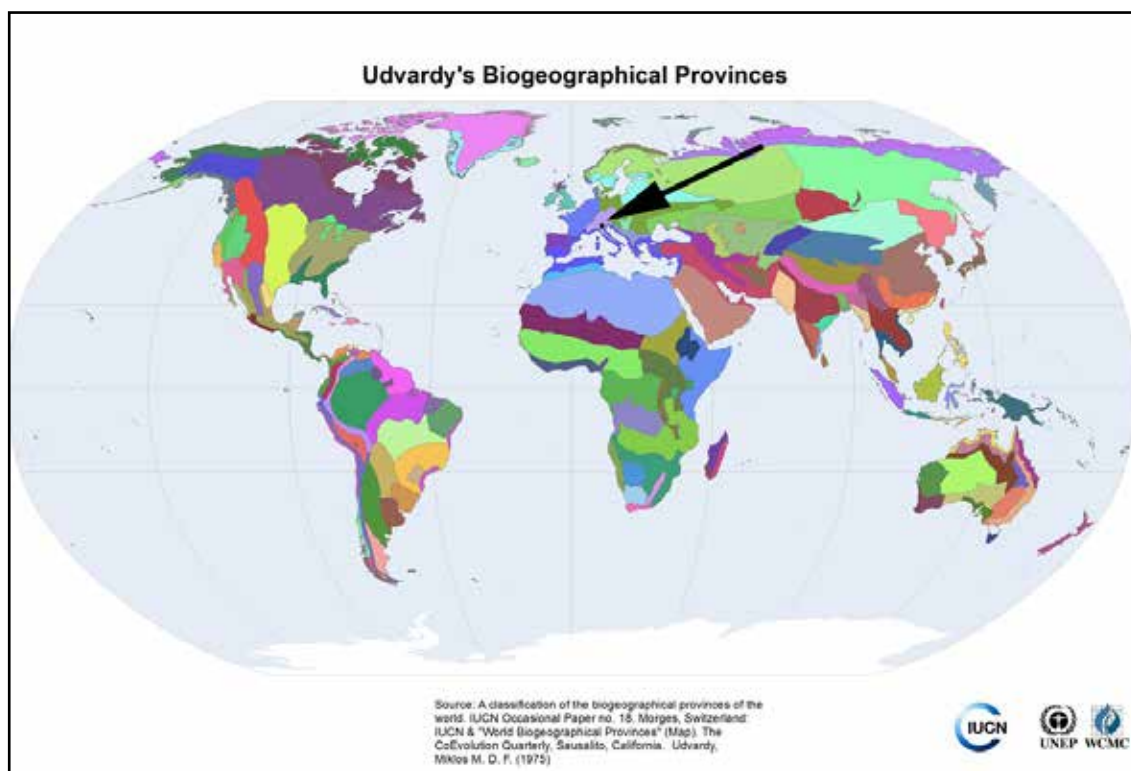 Udvardy's Biogeographical Provinces
Source: A classification of the biogeographical provinces of the
world. IUCN Occasional Paper no. 18. Morges, Switzerland:
IUCN & "World Biogeographical Provinces" (Map). The
CoEvolution Quarterly, Sausalito, California. Udvardy,
Miklos M. D. F. (1975)
IUCN
UNEP WCMC